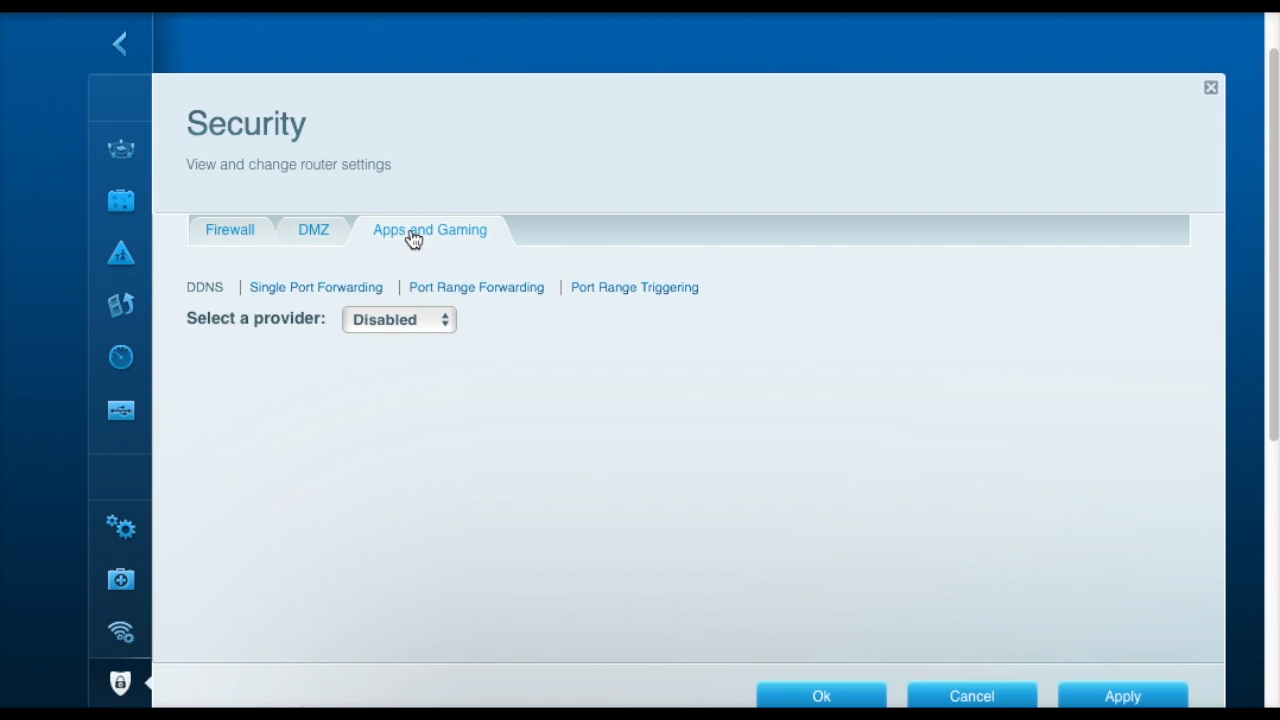 Security
View and change router settings
Firewall DMZ Apps and Gaming
DDNS | Single Port Forwarding | Port Range Forwarding | Port Range Triggering
Select a provider: Disabled
Ok Cancel Apply